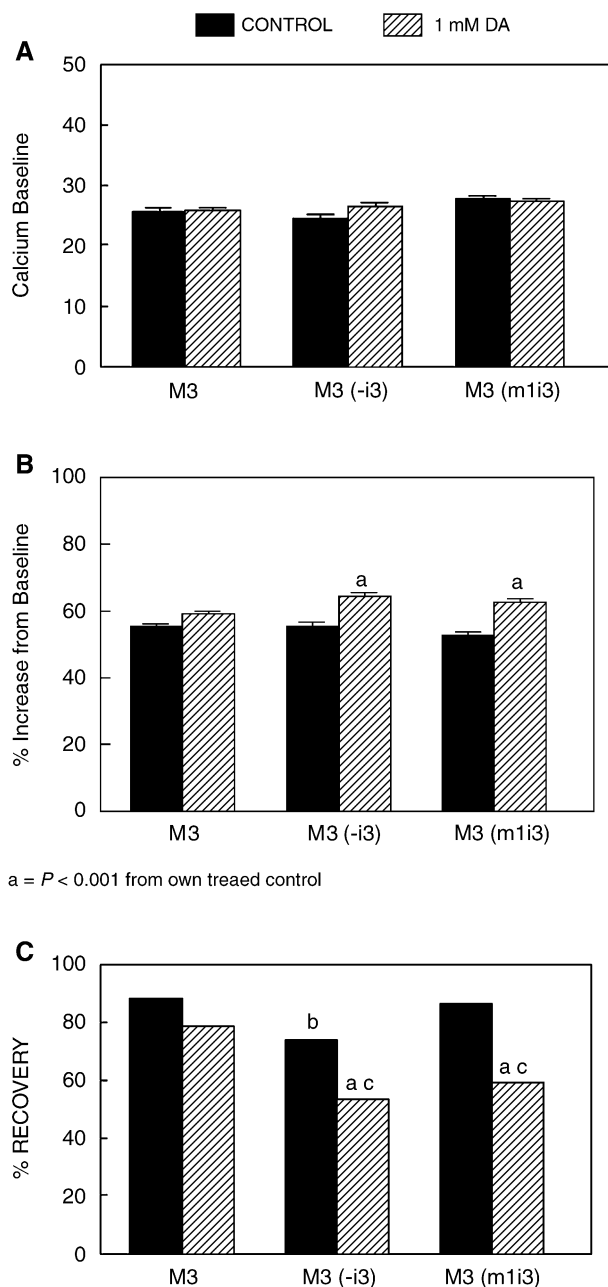 CONTROL 1 mM DA
A
Calcium Baseline
50
40
30
20
10
0
M3 M3 (-i3) M3 (m1i3)
B
% Increase from Baseline
100
80
60
40
20
0
a a
M3 M3 (-i3) M3 (m1i3)
a = P < 0.001 from own treaed control
C
% RECOVERY
100
80
60
40
20
0
b
a c a c
M3 M3 (-i3) M3 (m1i3)